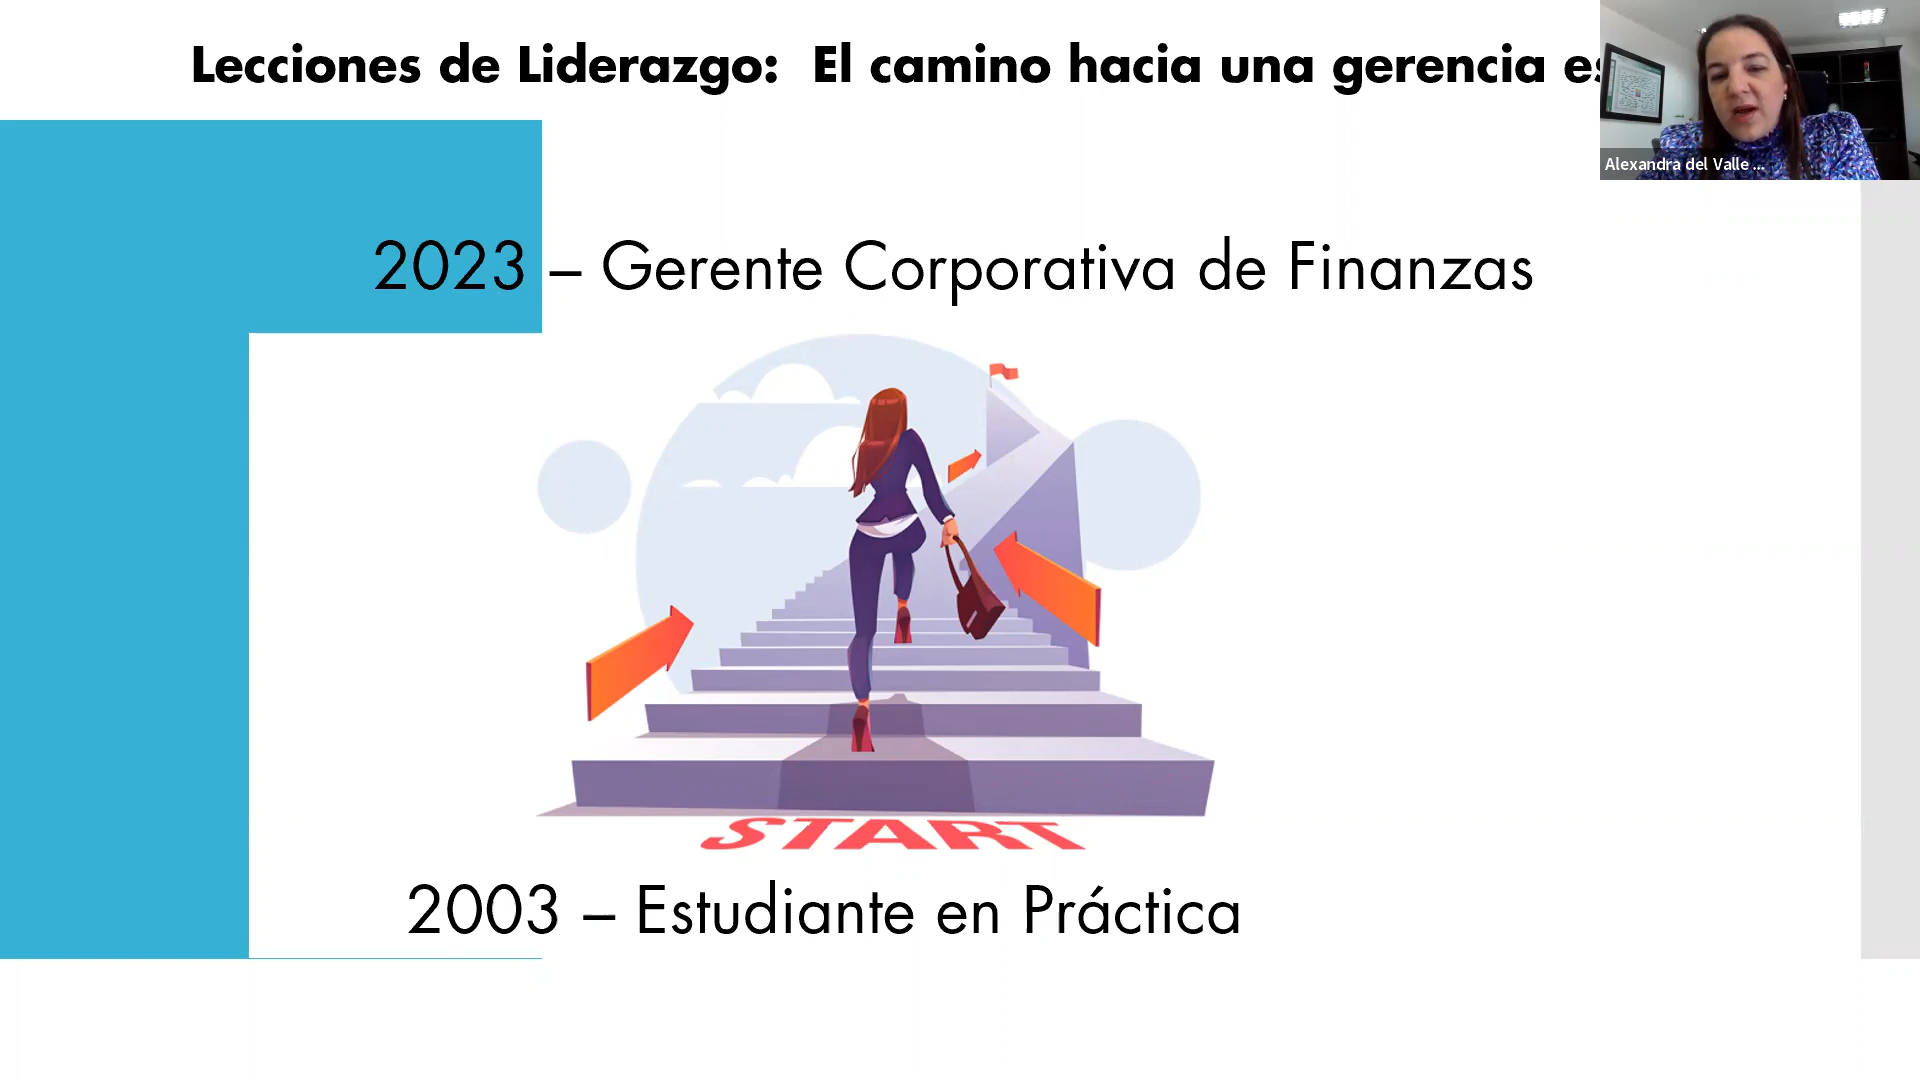 Lecciones de Liderazgo: El camino hacia una gerencia
Alexandra del Valle ...
2023 – Gerente Corporativa de Finanzas
START
2003 – Estudiante en Práctica